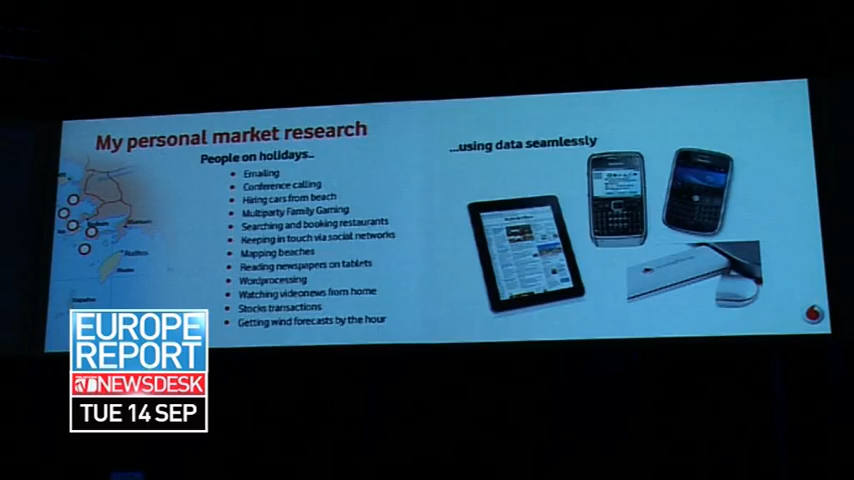 My personal market research
People on holidays..
• Emailing
• Conference calling
• Hiring cars from beach
• Multiparty Family Gaming
• Searching and booking restaurants
• Keeping in touch via social networks
• Mapping beaches
• Reading newspapers on tablets
• Wordprocessing
• Watching videonews from home
• Stocks transactions
• Getting wind forecasts by the hour
...using data seamlessly
EUROPE
REPORT
NEWSDESK
TUE 14 SEP